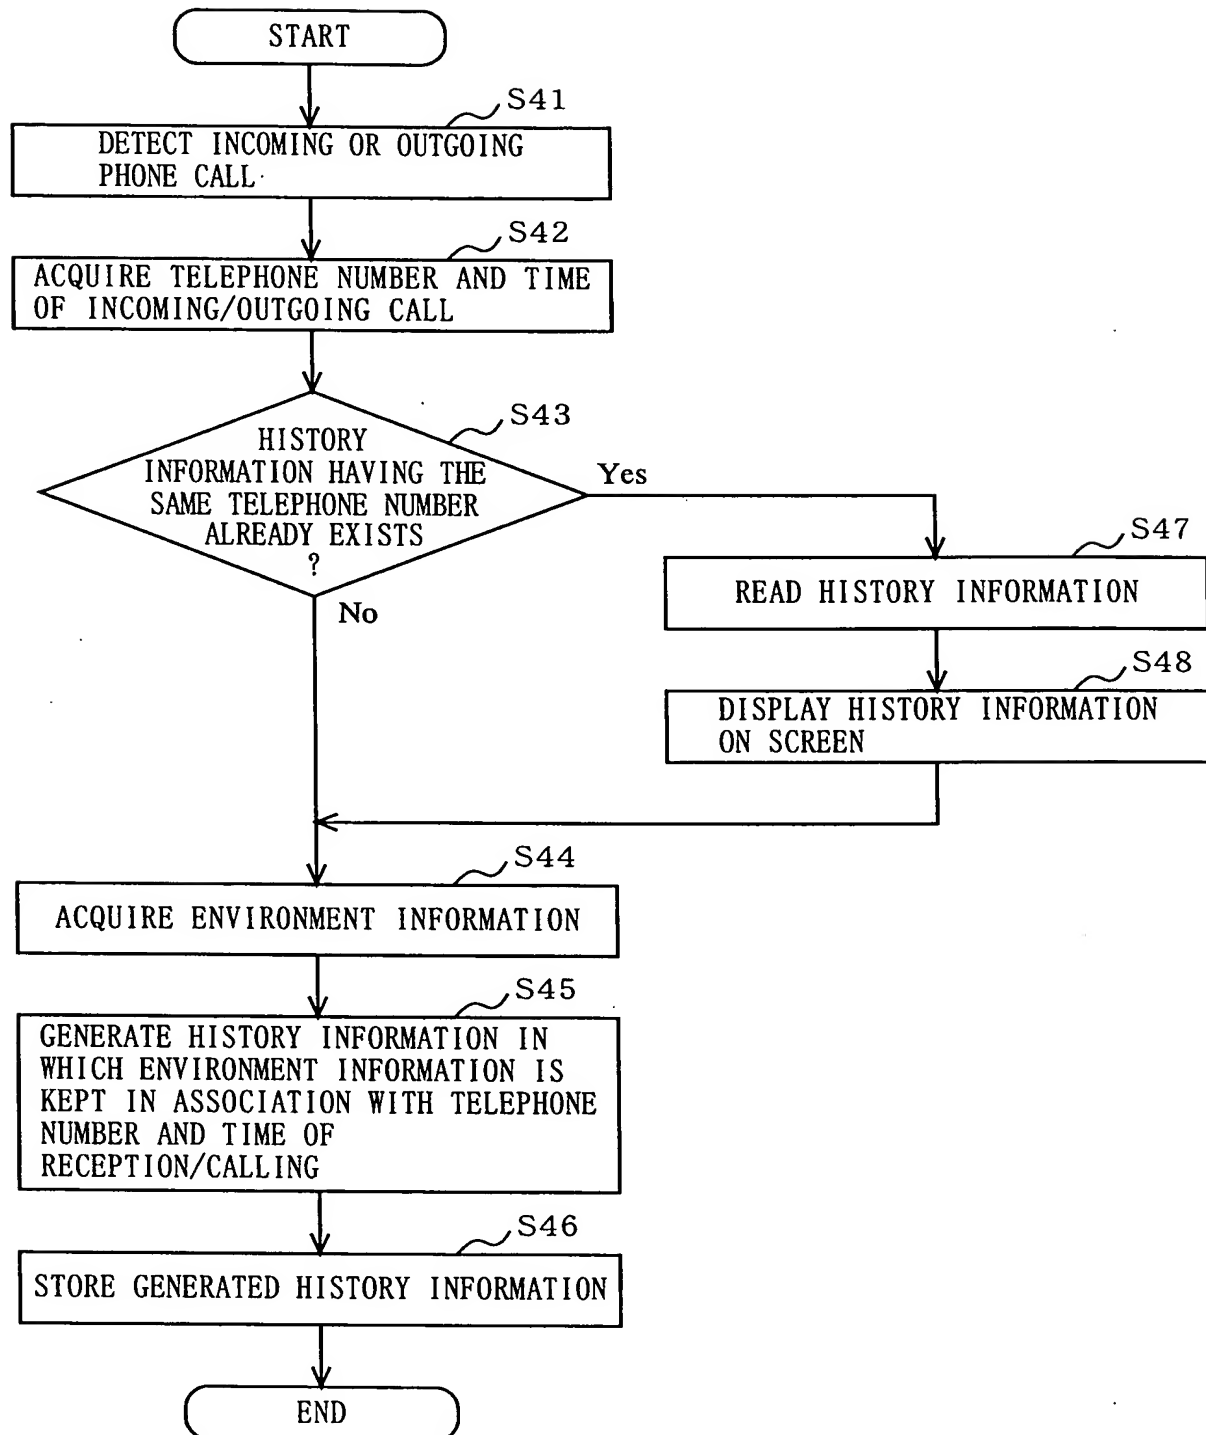 START
S41
DETECT INCOMING OR OUTGOING
PHONE CALL
S42
ACQUIRE TELEPHONE NUMBER AND TIME
OF INCOMING/OUTGOING CALL
S43
HISTORY
INFORMATION HAVING THE
SAME TELEPHONE NUMBER
ALREADY EXISTS
?
Yes
No
S47
READ HISTORY INFORMATION
S48
DISPLAY HISTORY INFORMATION
ON SCREEN
S44
ACQUIRE ENVIRONMENT INFORMATION
S45
GENERATE HISTORY INFORMATION IN
WHICH ENVIRONMENT INFORMATION IS
KEPT IN ASSOCIATION WITH TELEPHONE
NUMBER AND TIME OF
RECEPTION/CALLING
S46
STORE GENERATED HISTORY INFORMATION
END